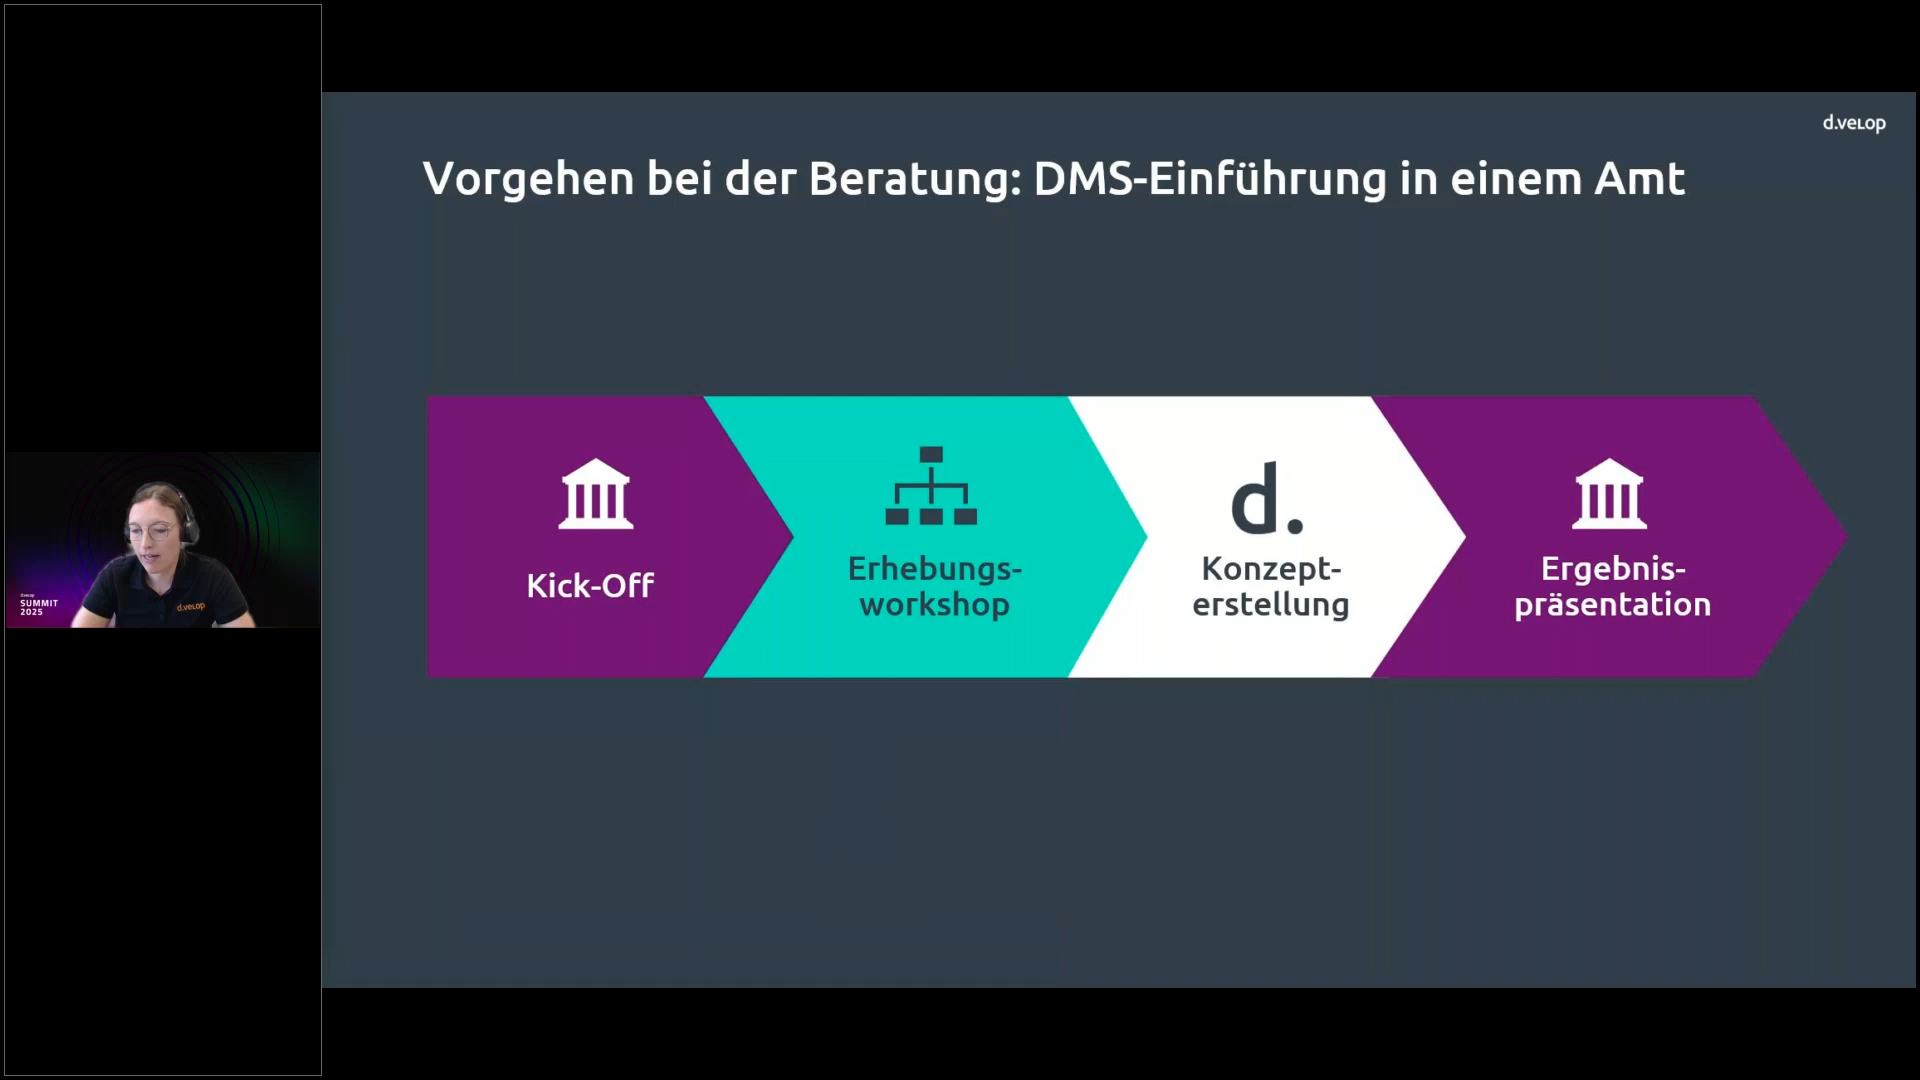 d.velop
Vorgehen bei der Beratung: DMS-Einführung in einem Amt
Kick-Off
Erhebungs-
workshop
d.
Konzept-
erstellung
Ergebnis-
präsentation
d.velop
SUMMIT
2025
d.velop